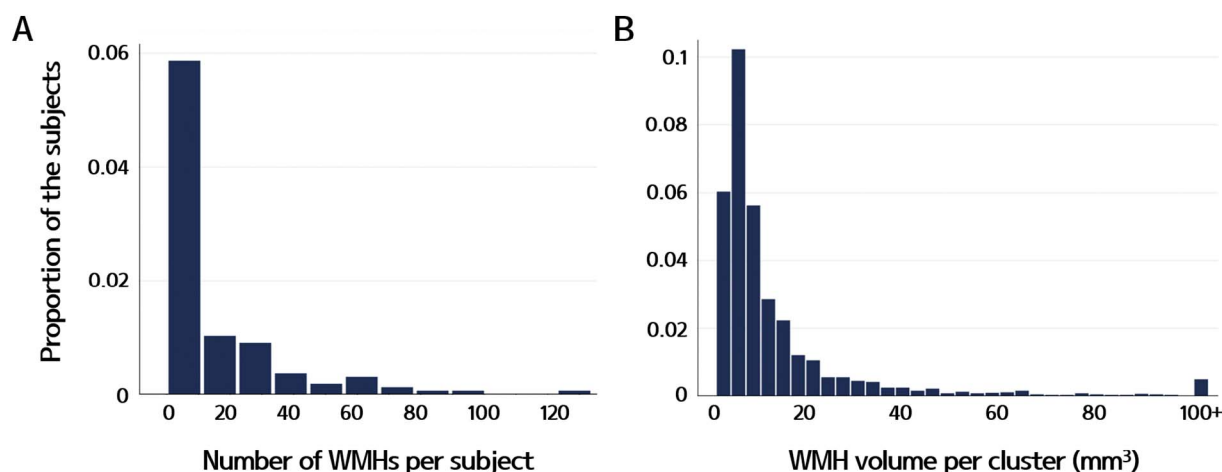 A
Proportion of the subjects
0.06
0.04
0.02
0
0 20 40 60 80 100 120
Number of WMHs per subject
B
0.1
0.08
0.06
0.04
0.02
0
0 20 40 60 80 100+
WMH volume per cluster (mm³)